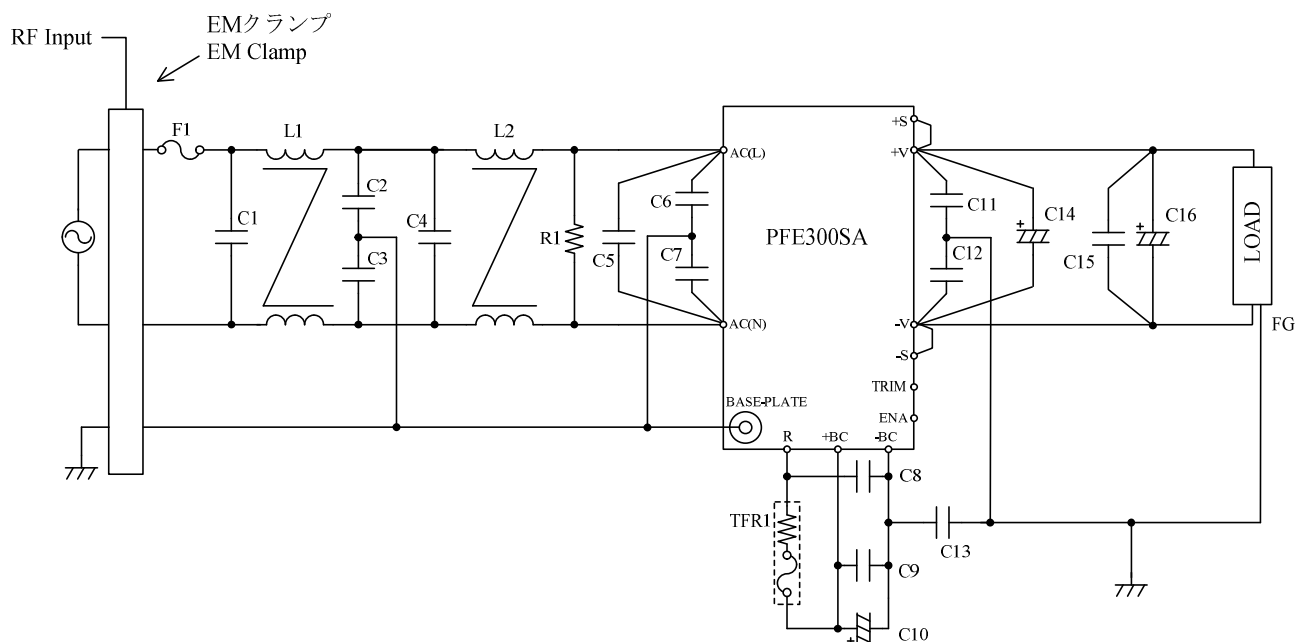 EMクランプ
RF Input
EM Clamp
F1
L1
L2
+S
+V
AC(L)
C1
C2
C3
C4
R1
C5
C6
C7
PFE300SA
C11
C12
C14
+
C15
C16
+
LOAD
AC(N)
-V
FG
-S
TRIM
BASE-PLATE
ENA
R
+BC
-BC
C8
TFR1
C13
C9
C10
+